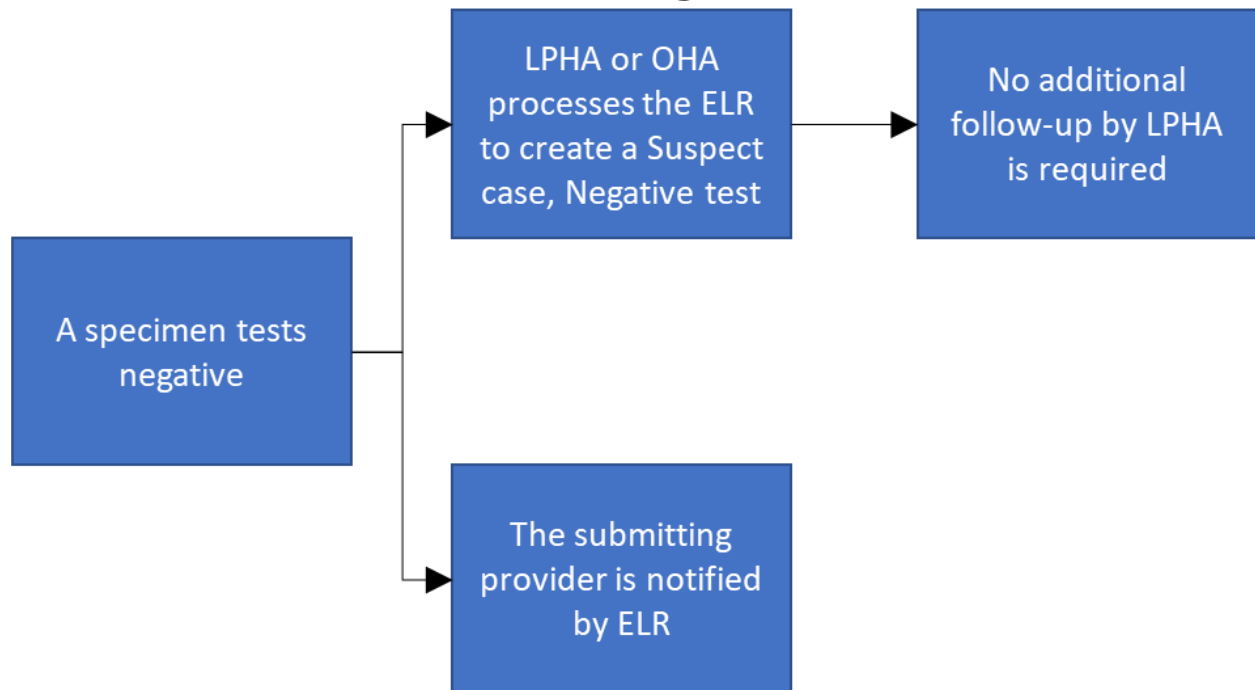 LPHA or OHA
processes the ELR
to create a Suspect
case, Negative test
No additional
follow-up by LPHA
is required
A specimen tests
negative
The submitting
provider is notified
by ELR